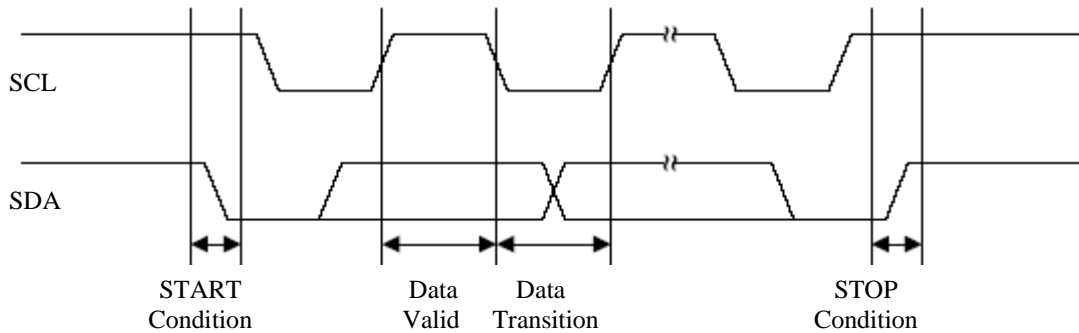 SCL
SDA
START
Condition
Data
Valid
Data
Transition
STOP
Condition